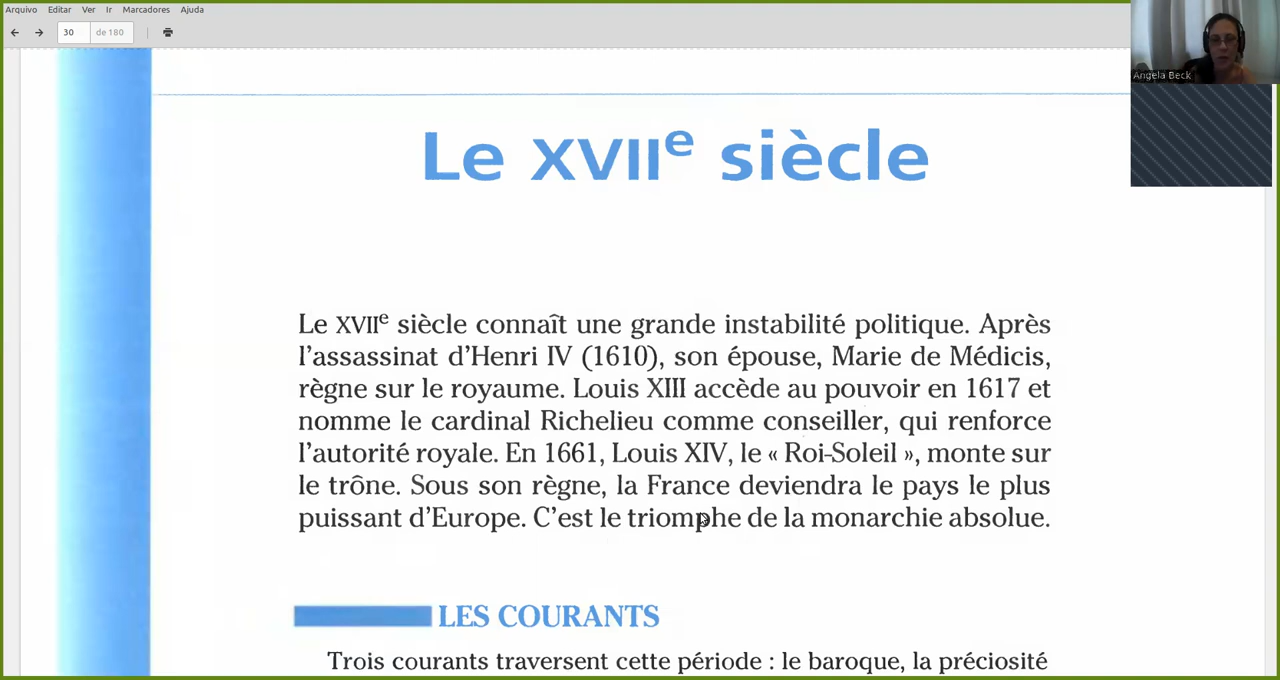 Arquivo Editar Ver Ir Marcadores Ajuda
30 de 180
Angela Beck
Le XVIIe siècle
Le XVIIe siècle connaît une grande instabilité politique. Après
l'assassinat d'Henri IV (1610), son épouse, Marie de Médicis,
règne sur le royaume. Louis XIII accède au pouvoir en 1617 et
nomme le cardinal Richelieu comme conseiller, qui renforce
l'autorité royale. En 1661, Louis XIV, le « Roi-Soleil », monte sur
le trône. Sous son règne, la France deviendra le pays le plus
puissant d'Europe. C'est le triomphe de la monarchie absolue.
LES COURANTS
Trois courants traversent cette période : le baroque, la préciosité